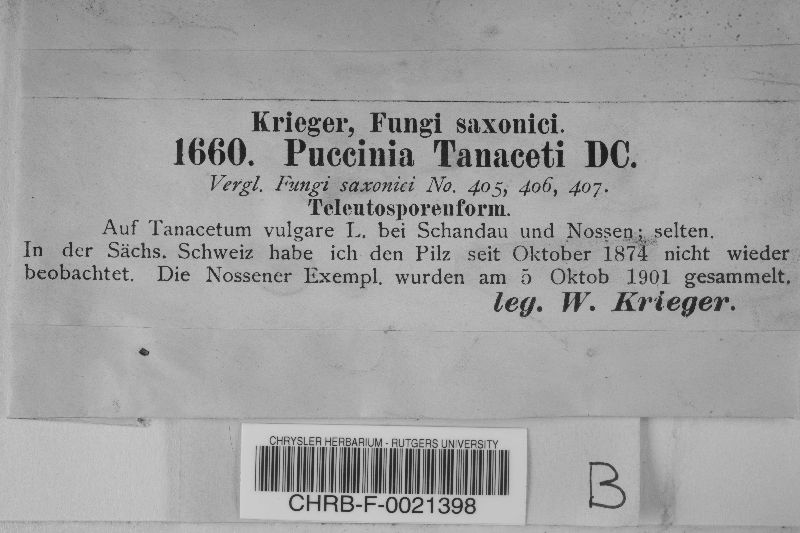 Krieger, Fungi saxonici.
1660. Puccinia Tanaceti DC.
Vergl. Fungi saxonici No. 405, 406, 407.
Teleutosporenform.
Auf Tanacetum vulgare L. bei Schandau und Nossen; selten.
In der Sächs. Schweiz habe ich den Pilz seit Oktober 1874 nicht wieder
beobachtet. Die Nossener Exempl. wurden am 5 Oktob 1901 gesammelt.
leg. W. Krieger.
CHRYSLER HERBARIUM - RUTGERS UNIVERSITY
CHRB-F-0021398
B